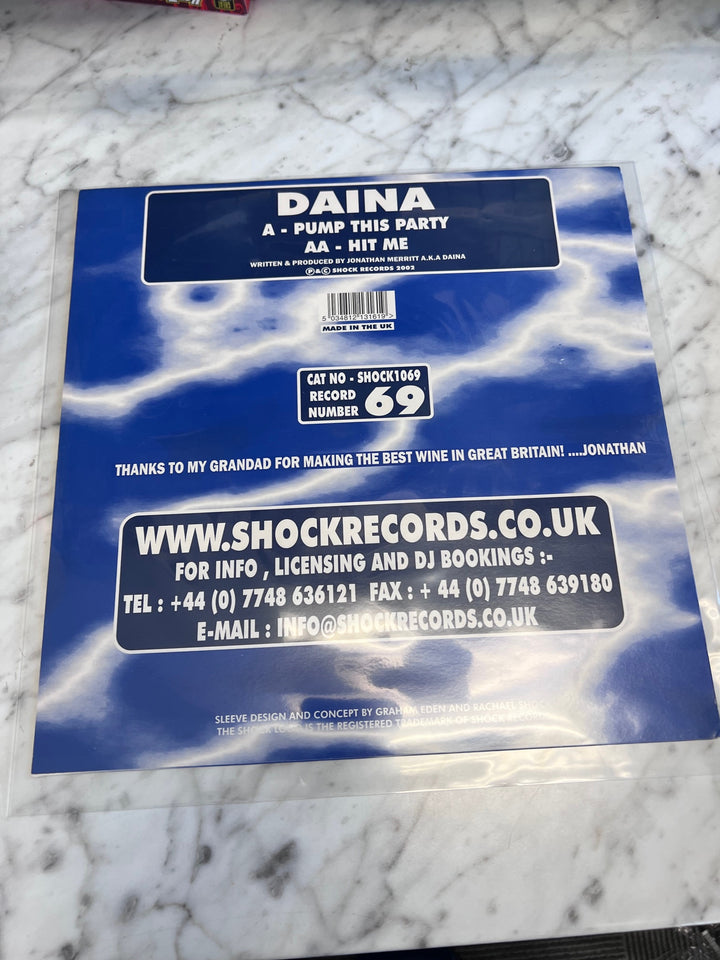 DAINA
A - PUMP THIS PARTY
AA - HIT ME
WRITTEN & PRODUCED BY JONATHAN MERRITT A.K.A DAINA
℗ & © SHOCK RECORDS 2002
5 034812 131619 >
MADE IN THE UK
CAT NO - SHOCK1069
RECORD
NUMBER 69
THANKS TO MY GRANDAD FOR MAKING THE BEST WINE IN GREAT BRITAIN! ....JONATHAN
WWW.SHOCKRECORDS.CO.UK
FOR INFO , LICENSING AND DJ BOOKINGS :-
TEL : +44 (0) 7748 636121 FAX : + 44 (0) 7748 639180
E-MAIL : INFO@SHOCKRECORDS.CO.UK
SLEEVE DESIGN AND CONCEPT BY GRAHAM EDEN AND RACHAEL SHOCK
THE SHOCK LOGO IS THE REGISTERED TRADEMARK OF SHOCK RECORDS